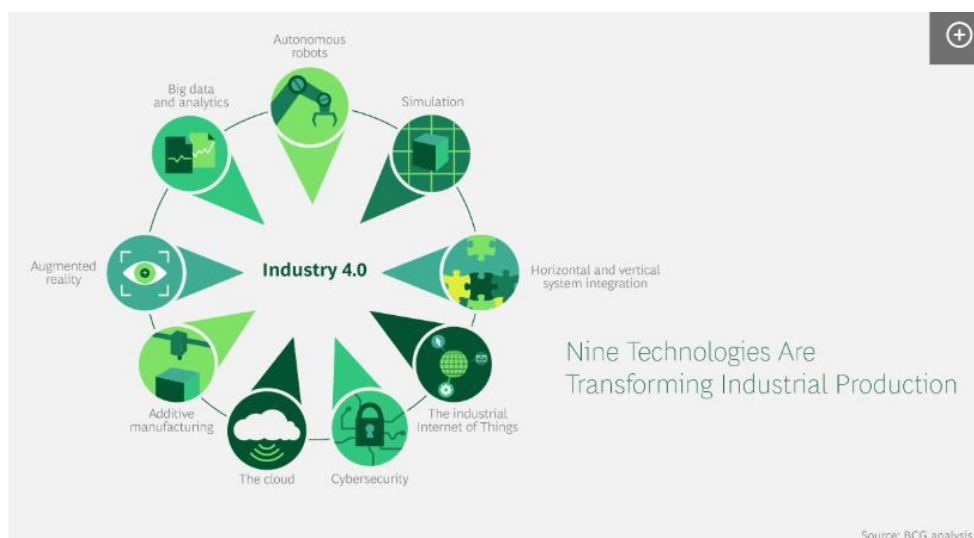 Autonomous
robots
Big data
and analytics
Simulation
Augmented
reality
Industry 4.0
Horizontal and vertical
system integration
Nine Technologies Are
Transforming Industrial Production
Additive
manufacturing
The industrial
Internet of Things
The cloud
Cybersecurity
Source: BCG analysis